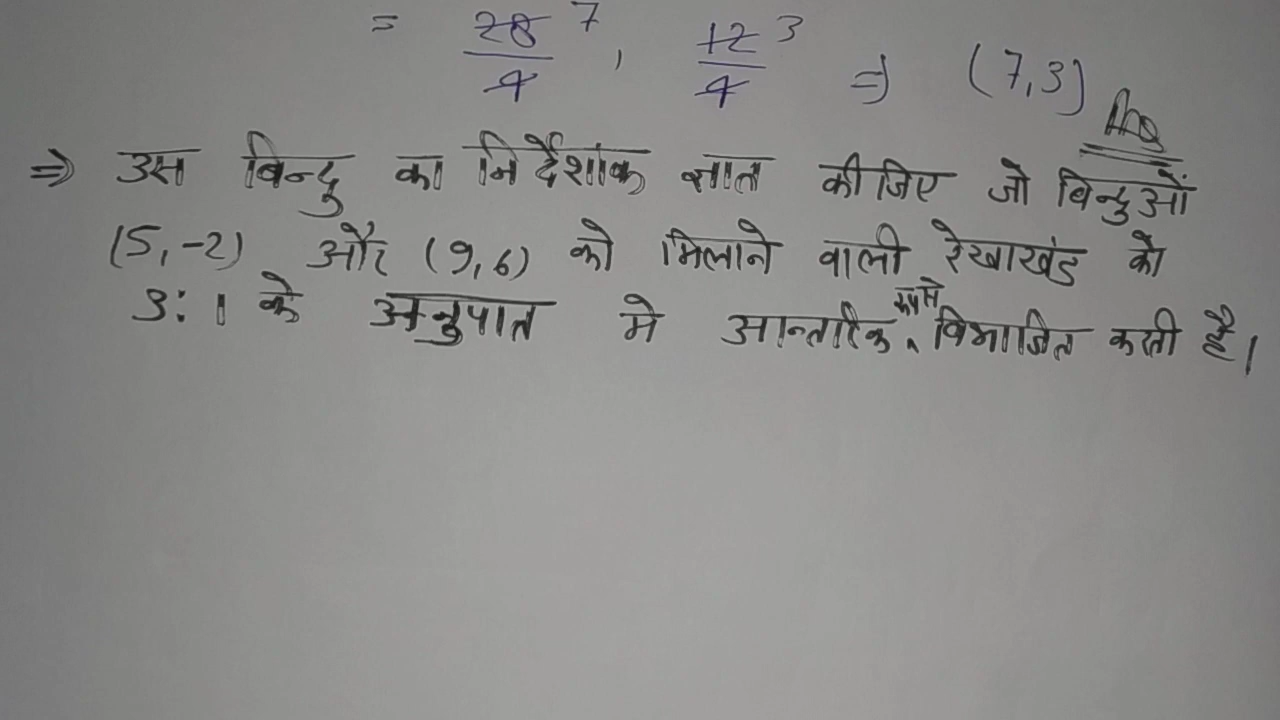 = 28/4 7, 12/4 3 ⇒ (7,3) Ans
⇒ उस बिन्दु का निर्देशांक ज्ञात कीजिए जो बिन्दुओं
(5,-2) और (9,6) को मिलाने वाली रेखाखंड को
3:1 के अनुपात मे आन्तरिक रूप से विभाजित करती है।